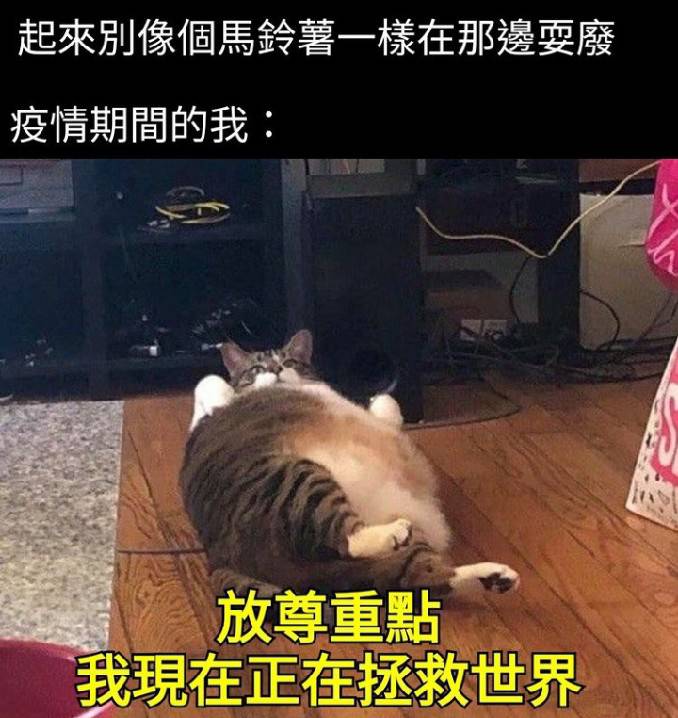 起來別像個馬鈴薯一樣在那邊耍廢
疫情期間的我：
放尊重點
我現在正在拯救世界